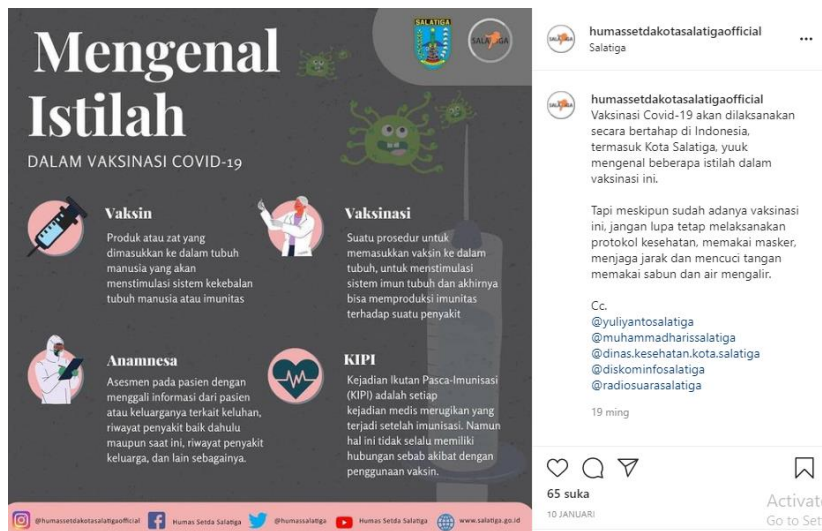 SALATIGA
SALATIGA
Mengenal
Istilah
DALAM VAKSINASI COVID-19
Vaksin
Produk atau zat yang
dimasukkan ke dalam tubuh
manusia yang akan
menstimulasi sistem kekebalan
tubuh manusia atau imunitas
Vaksinasi
Suatu prosedur untuk
memasukkan vaksin ke dalam
tubuh, untuk menstimulasi
sistem imun tubuh dan akhirnya
bisa memproduksi imunitas
terhadap suatu penyakit
Anamnesa
Asesmen pada pasien dengan
menggali informasi dari pasien
atau keluarganya terkait keluhan,
riwayat penyakit baik dahulu
maupun saat ini, riwayat penyakit
keluarga, dan lain sebagainya.
KIPI
Kejadian Ikutan Pasca-Imunisasi
(KIPI) adalah setiap
kejadian medis merugikan yang
terjadi setelah imunisasi. Namun
hal ini tidak selalu memiliki
hubungan sebab akibat dengan
penggunaan vaksin.
@humassetdakotasalatigaofficial
Humas Setda Salatiga
@humassalatiga
Humas Setda Salatiga
www.salatiga.go.id
humassetdakotasalatigaofficial
Salatiga
humassetdakotasalatigaofficial
Vaksinasi Covid-19 akan dilaksanakan
secara bertahap di Indonesia,
termasuk Kota Salatiga, yuuk
mengenal beberapa istilah dalam
vaksinasi ini.
Tapi meskipun sudah adanya vaksinasi
ini, jangan lupa tetap melaksanakan
protokol kesehatan, memakai masker,
menjaga jarak dan mencuci tangan
memakai sabun dan air mengalir.
Cc.
@yuliyantosalatiga
@muhammadharissalatiga
@dinas.kesehatan.kota.salatiga
@diskominfosalatiga
@radiosuarasalatiga
19 ming
65 suka
10 JANUARI
Activat
Go to Set